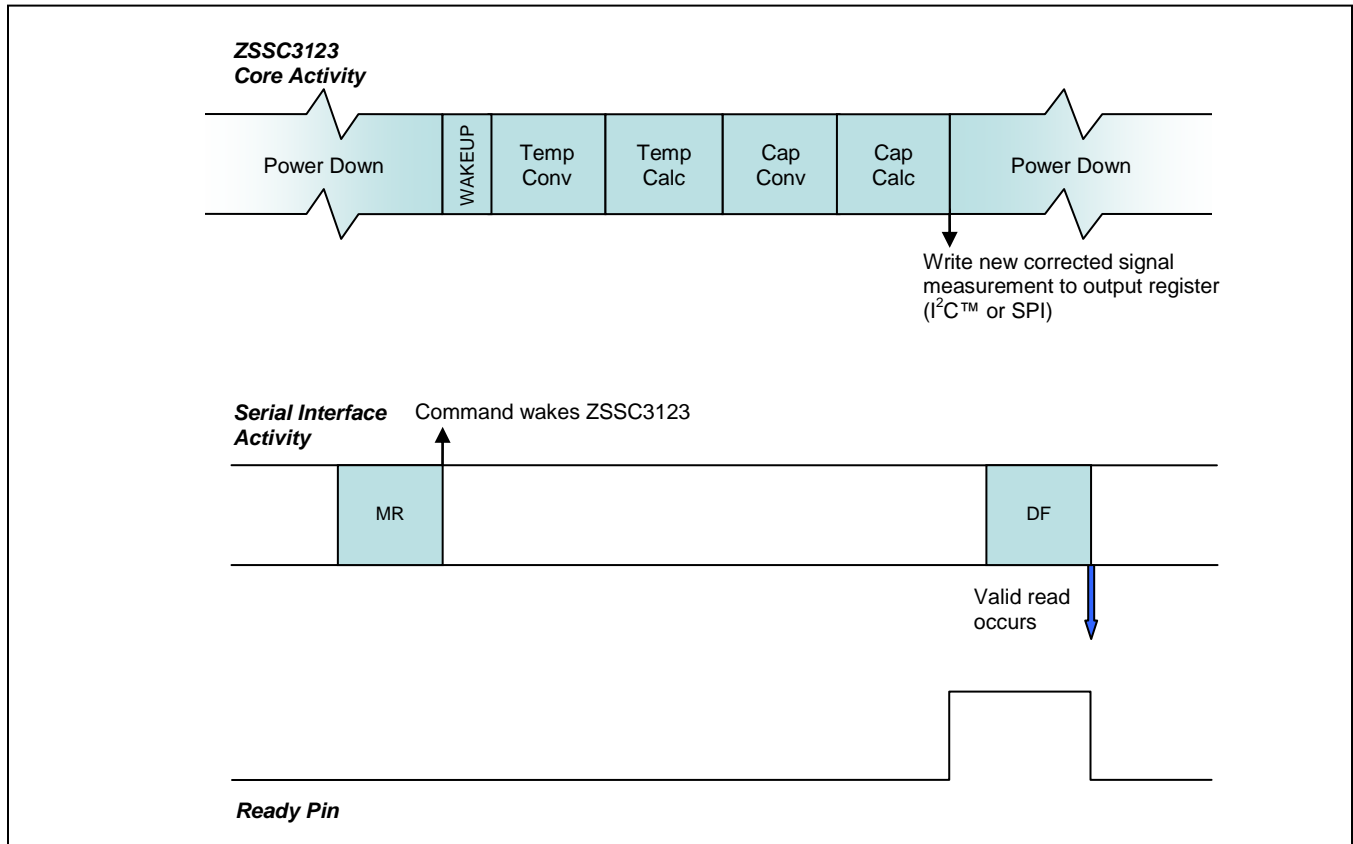 ZSSC3123
Core Activity
Power Down
WAKEUP
Temp
Conv
Temp
Calc
Cap
Conv
Cap
Calc
Power Down
Write new corrected signal
measurement to output register
(I²C™ or SPI)
Serial Interface
Activity
Command wakes ZSSC3123
MR
DF
Valid read
occurs
Ready Pin